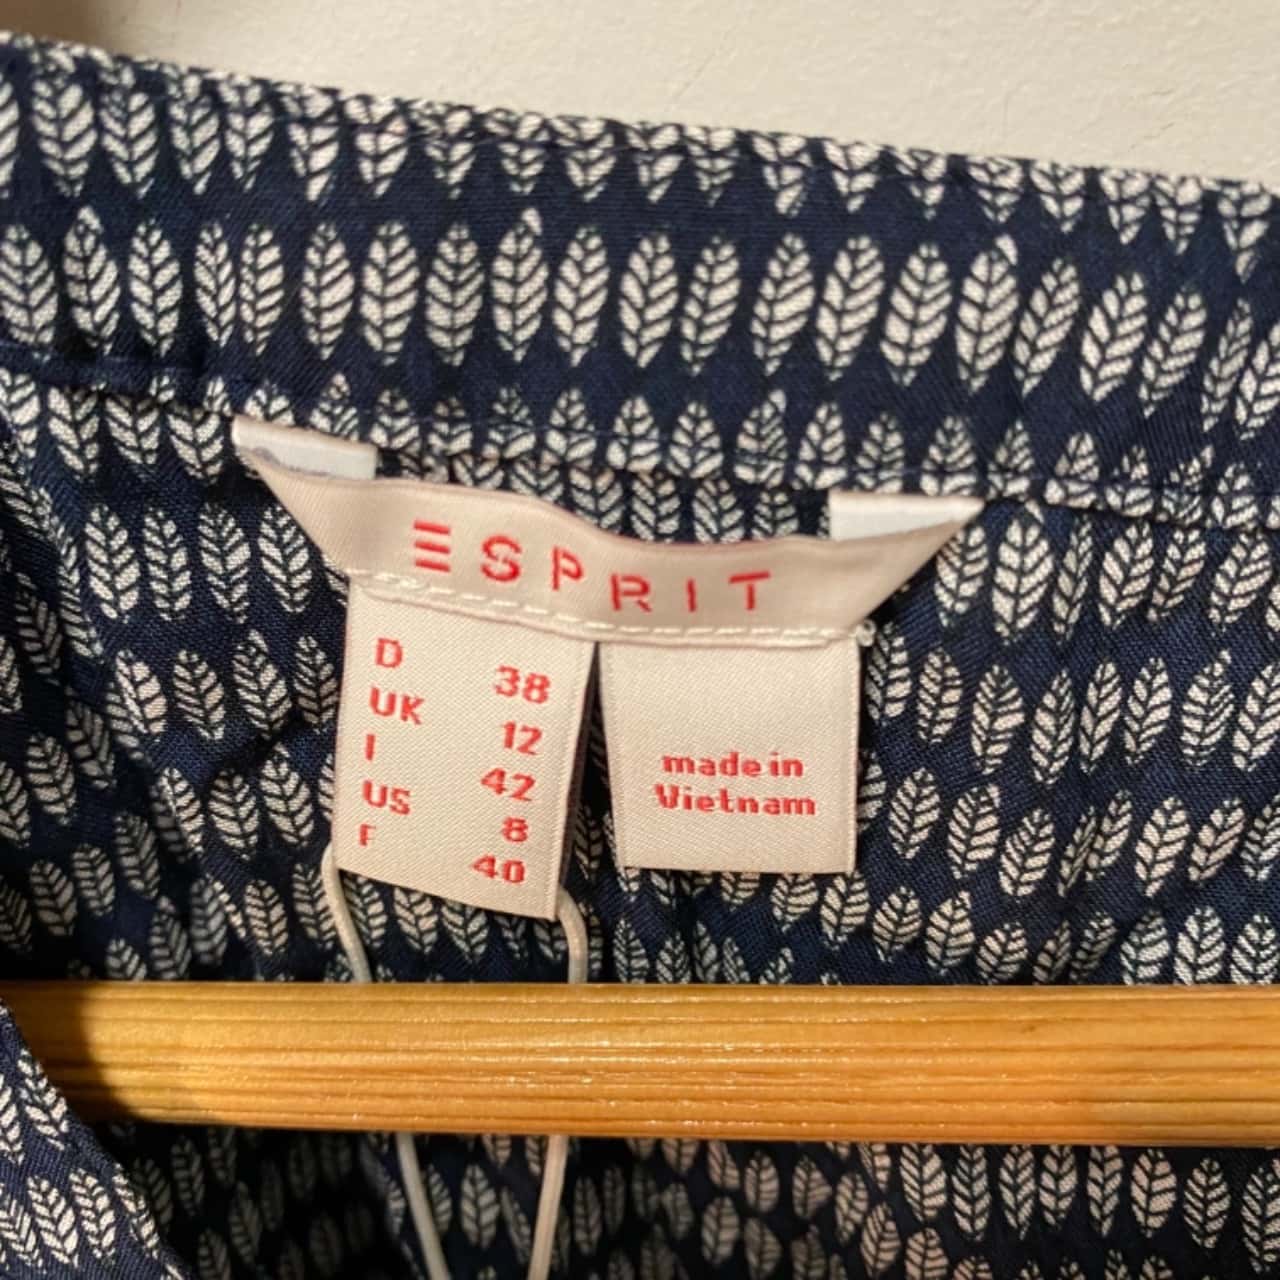 ESPRIT
D 38
UK 12
I 42
US 8
F 40
made in
Vietnam